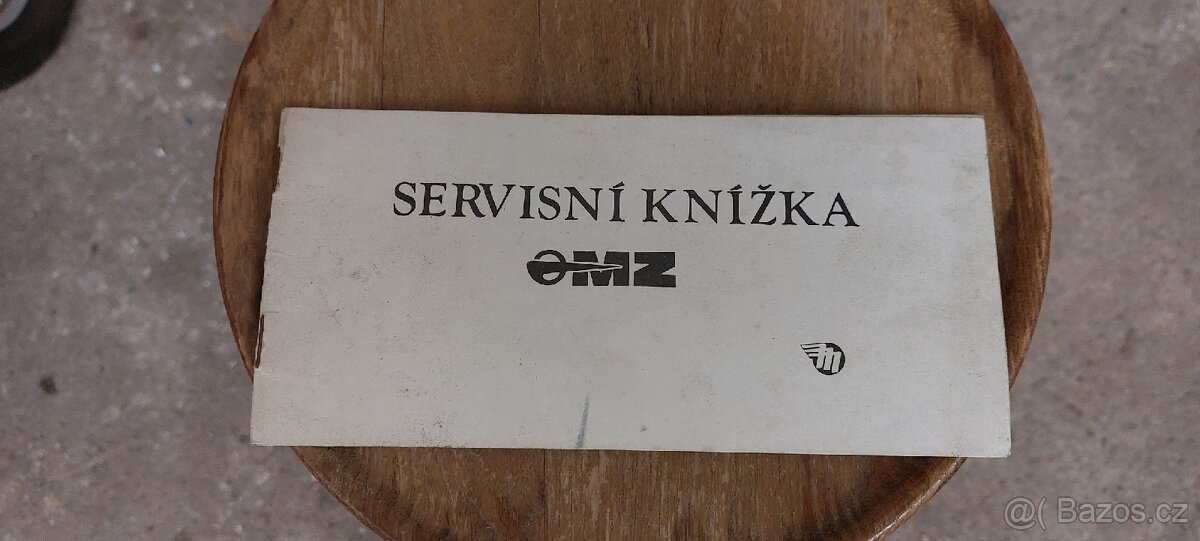 SERVISNÍ KNÍŽKA
MZ
m
@( Bazos.cz